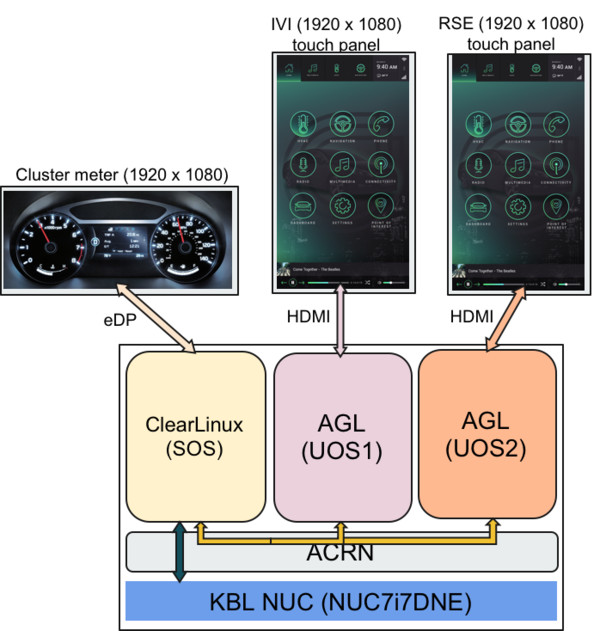 IVI (1920 x 1080)
touch panel
RSE (1920 x 1080)
touch panel
9:40 AM
9:40 AM
HVAC NAVIGATION PHONE
HVAC NAVIGATION PHONE
RADIO MULTIMEDIA CONNECTIVITY
RADIO MULTIMEDIA CONNECTIVITY
Cluster meter (1920 x 1080)
DASHBOARD SETTINGS POINT OF
INTEREST
DASHBOARD SETTINGS POINT OF
INTEREST
Come Together - The Beatles
Come Together - The Beatles
eDP
HDMI
HDMI
ClearLinux
(SOS)
AGL
(UOS1)
AGL
(UOS2)
ACRN
KBL NUC (NUC7i7DNE)